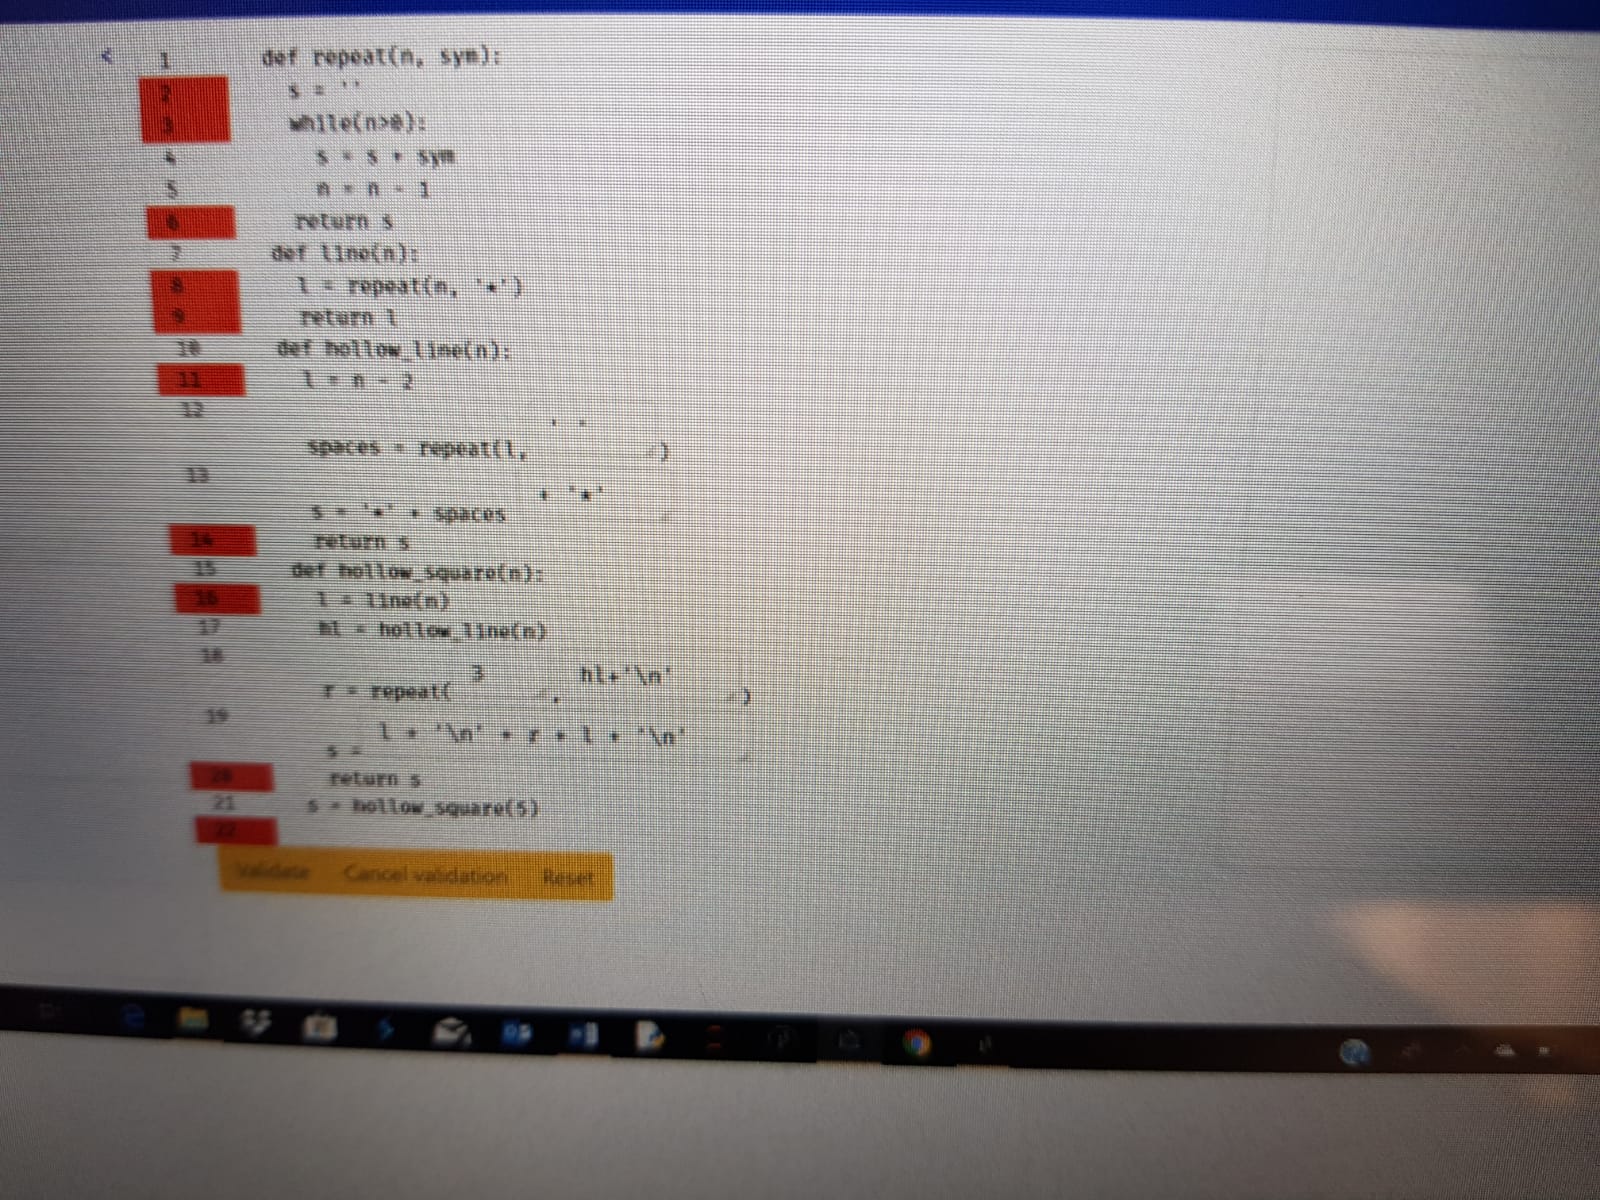 1 def repeat(n, sym):
2 s = ''
3 while(n>0):
4 s = s + sym
5 n = n - 1
6 return s
7 def line(n):
8 l = repeat(n, '*')
9 return l
10 def hollow_line(n):
11 l = n - 2
12
spaces = repeat(l, ' ')
13
s = '*' + spaces + '*'
14 return s
15 def hollow_square(n):
16 l = line(n)
17 hl = hollow_line(n)
18
r = repeat( 3 , hl+'\n' )
19
s = l + '\n' + r + l + '\n'
20 return s
21 s = hollow_square(5)
22
Validate Cancel validation Reset